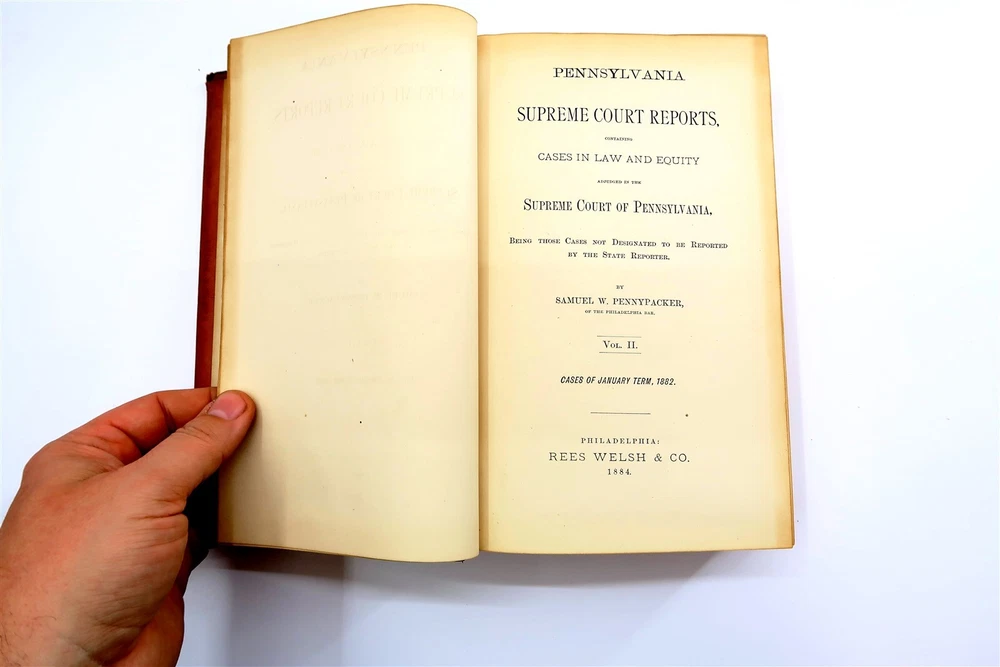 PENNSYLVANIA
SUPREME COURT REPORTS,
CONTAINING
CASES IN LAW AND EQUITY
ADJUDGED IN THE
SUPREME COURT OF PENNSYLVANIA,
BEING THOSE CASES NOT DESIGNATED TO BE REPORTED
BY THE STATE REPORTER.
BY
SAMUEL W. PENNYPACKER,
OF THE PHILADELPHIA BAR.
VOL. II.
CASES OF JANUARY TERM, 1882.
PHILADELPHIA:
REES WELSH & CO.
1884.